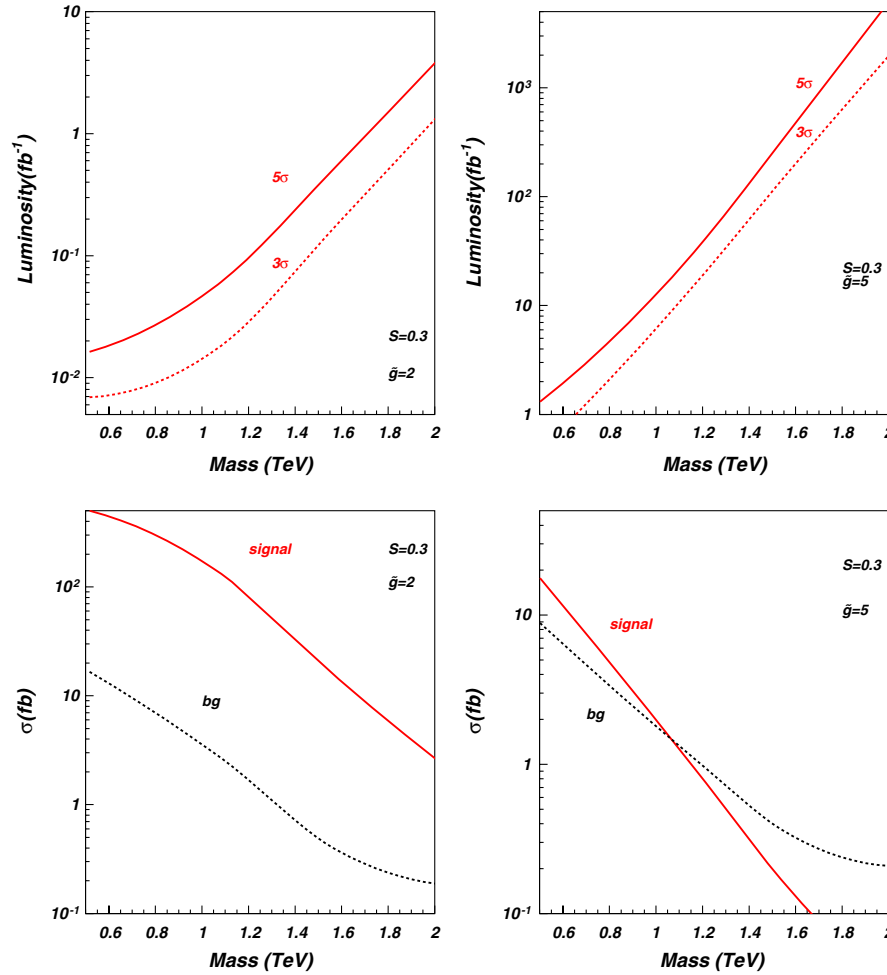 10
1
10⁻¹
10⁻²
Luminosity(fb⁻¹)
5σ
3σ
S=0.3
g̃=2
0.6 0.8 1 1.2 1.4 1.6 1.8 2
Mass (TeV)
10³
10²
10
1
Luminosity(fb⁻¹)
5σ
3σ
S=0.3
g̃=5
0.6 0.8 1 1.2 1.4 1.6 1.8 2
Mass (TeV)
10²
10
1
10⁻¹
σ(fb)
signal
bg
S=0.3
g̃=2
0.6 0.8 1 1.2 1.4 1.6 1.8 2
Mass (TeV)
10
1
10⁻¹
σ(fb)
signal
bg
S=0.3
g̃=5
0.6 0.8 1 1.2 1.4 1.6 1.8 2
Mass (TeV)